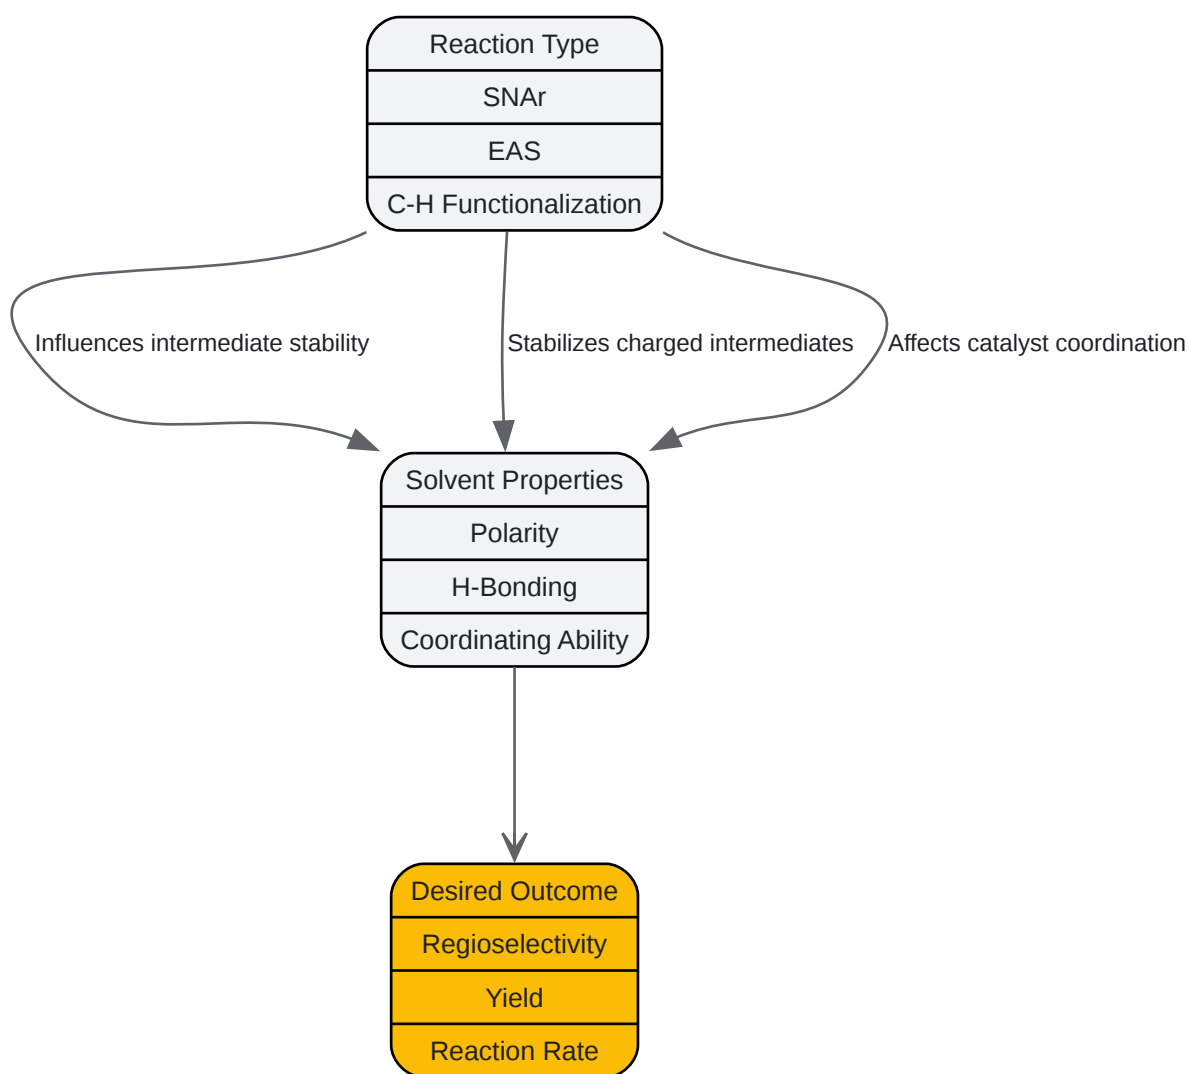 Reaction Type
SNAr
EAS
C-H Functionalization
Influences intermediate stability
Stabilizes charged intermediates
Affects catalyst coordination
Solvent Properties
Polarity
H-Bonding
Coordinating Ability
Desired Outcome
Regioselectivity
Yield
Reaction Rate